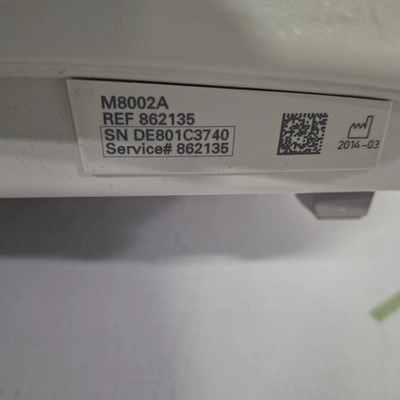 M8002A
REF 862135
SN DE801C3740
Service# 862135
2014-03